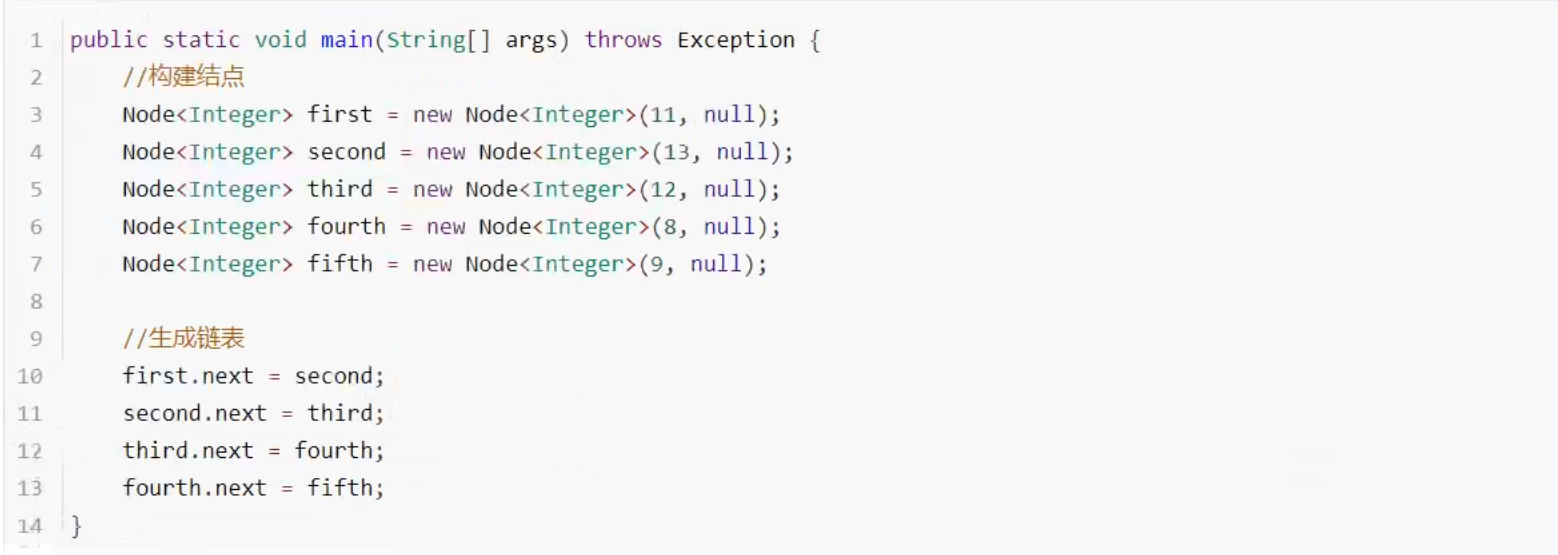 1 public static void main(String[] args) throws Exception {
2 //构建结点
3 Node<Integer> first = new Node<Integer>(11, null);
4 Node<Integer> second = new Node<Integer>(13, null);
5 Node<Integer> third = new Node<Integer>(12, null);
6 Node<Integer> fourth = new Node<Integer>(8, null);
7 Node<Integer> fifth = new Node<Integer>(9, null);
8
9 //生成链表
10 first.next = second;
11 second.next = third;
12 third.next = fourth;
13 fourth.next = fifth;
14 }